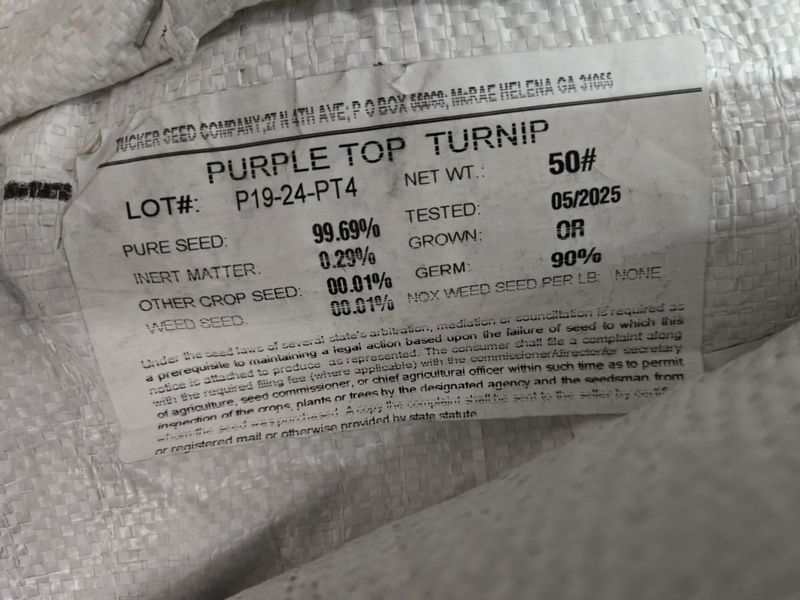 TUCKER SEED COMPANY;27 N 4TH AVE; P O BOX MCRAE HELENA GA 31055
PURPLE TOP TURNIP
LOT#: P19-24-PT4 NET WT.: 50#
PURE SEED: 99.69% TESTED: 05/2025
INERT MATTER: 0.29% GROWN: OR
OTHER CROP SEED: 00.01% GERM: 90%
WEED SEED: 00.01% NOX WEED SEED PER LB: NONE
Under the seed laws of several state's arbitration, mediation or councilation is required as
a prerequisite to maintaining a legal action based upon the failure of seed to which this
notice is attached to produce as represented. The consumer shall file a complaint along
with the required filing fee (where applicable) with the commissioner/director/or secretary
of agriculture, seed commissioner, or chief agricultural officer within such time as to permit
inspection of the crops, plants or trees by the designated agency and the seedsman from
whom the seed was purchased. A copy the complaint shall be sent to the seller by certified
or registered mail or otherwise provided by state statute